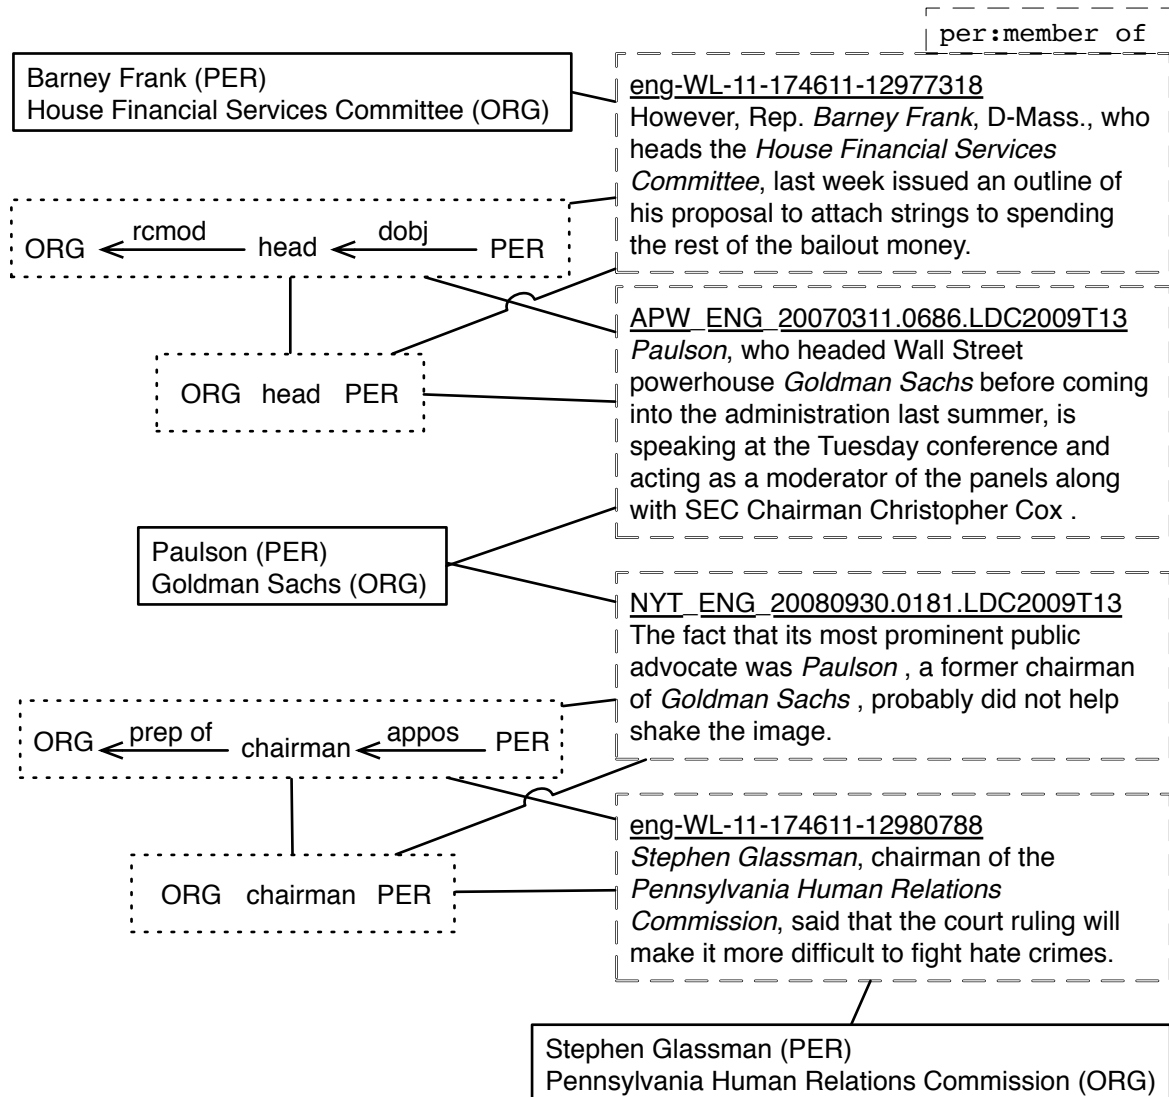 per:member of
Barney Frank (PER)
House Financial Services Committee (ORG)
eng-WL-11-174611-12977318
However, Rep. Barney Frank, D-Mass., who
heads the House Financial Services
Committee, last week issued an outline of
his proposal to attach strings to spending
the rest of the bailout money.
rcmod dobj
ORG head PER
ORG head PER
APW_ENG_20070311.0686.LDC2009T13
Paulson, who headed Wall Street
powerhouse Goldman Sachs before coming
into the administration last summer, is
speaking at the Tuesday conference and
acting as a moderator of the panels along
with SEC Chairman Christopher Cox .
Paulson (PER)
Goldman Sachs (ORG)
NYT_ENG_20080930.0181.LDC2009T13
The fact that its most prominent public
advocate was Paulson , a former chairman
of Goldman Sachs , probably did not help
shake the image.
prep of appos
ORG chairman PER
ORG chairman PER
eng-WL-11-174611-12980788
Stephen Glassman, chairman of the
Pennsylvania Human Relations
Commission, said that the court ruling will
make it more difficult to fight hate crimes.
Stephen Glassman (PER)
Pennsylvania Human Relations Commission (ORG)